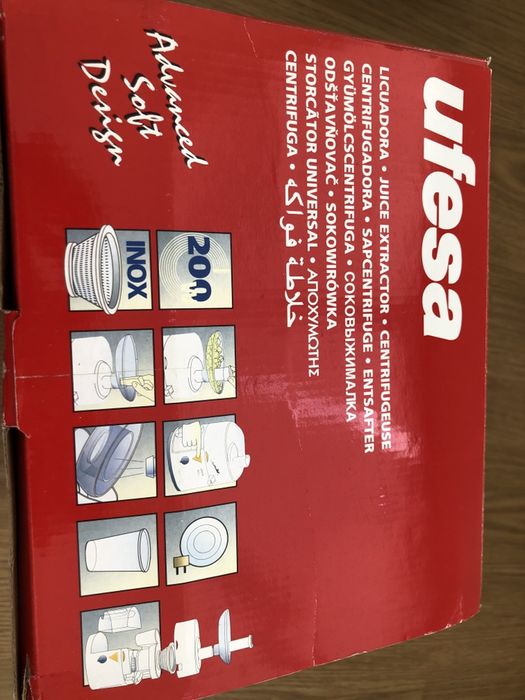 ufesa
LICUADORA • JUICE EXTRACTOR • CENTRIFUGEUSE
CENTRIFUGADORA • SAPCENTRIFUGE • ENTSAFTER
GYÜMÖLCSCENTRIFUGA • СОКОВЫЖИМАЛКА
ODŠŤAVŇOVAČ • SOKOWIRÓWKA
STORCĂTOR UNIVERSAL • ΑΠΟΧΥΜΩΤΗΣ
CENTRIFUGA • خلاطة فواكه
Advanced
Soft
Design
200
INOX